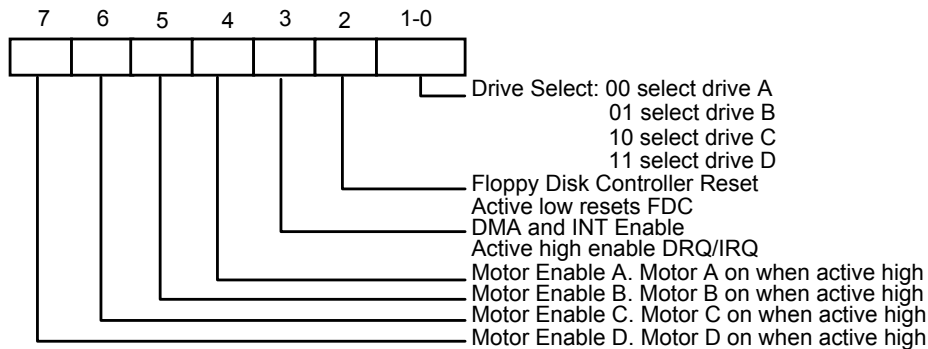 7 6 5 4 3 2 1-0
Drive Select: 00 select drive A
01 select drive B
10 select drive C
11 select drive D
Floppy Disk Controller Reset
Active low resets FDC
DMA and INT Enable
Active high enable DRQ/IRQ
Motor Enable A. Motor A on when active high
Motor Enable B. Motor B on when active high
Motor Enable C. Motor C on when active high
Motor Enable D. Motor D on when active high